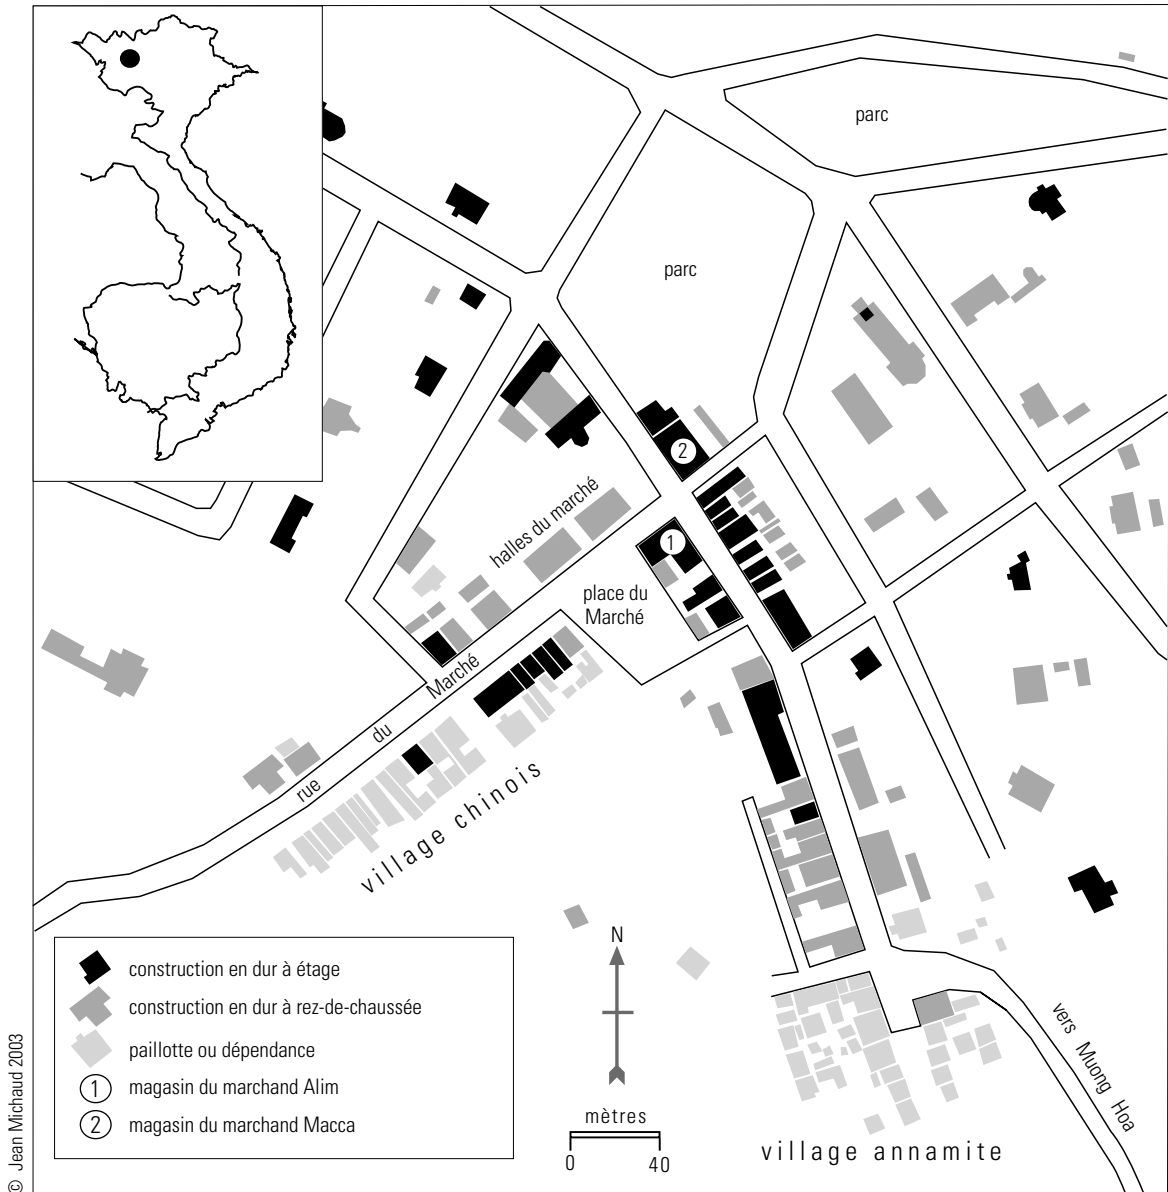 parc
parc
2
halles du marché
1
place du
Marché
rue du Marché
village chinois
N
construction en dur à étage
construction en dur à rez-de-chaussée
paillotte ou dépendance
1 magasin du marchand Alim
2 magasin du marchand Macca
mètres
0 40
vers Muong Hoa
village annamite
© Jean Michaud 2003